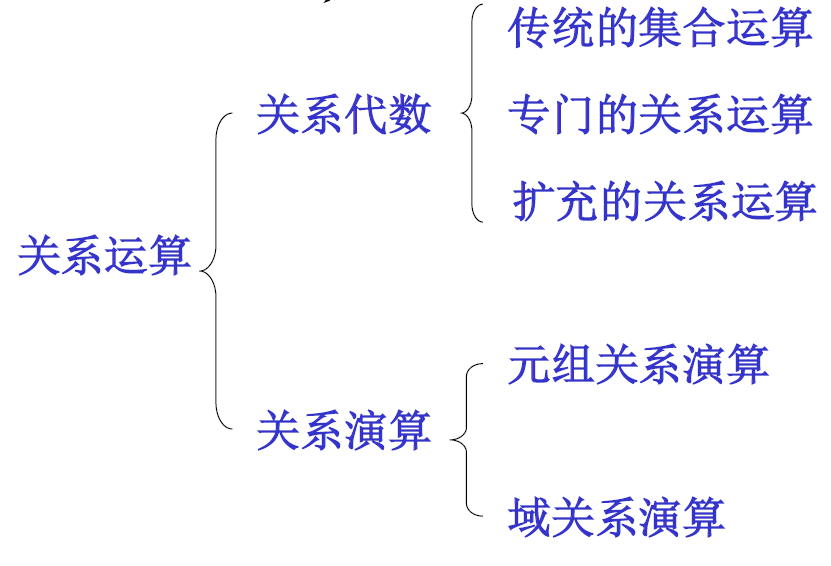 传统的集合运算
关系代数
专门的关系运算
扩充的关系运算
关系运算
元组关系演算
关系演算
域关系演算